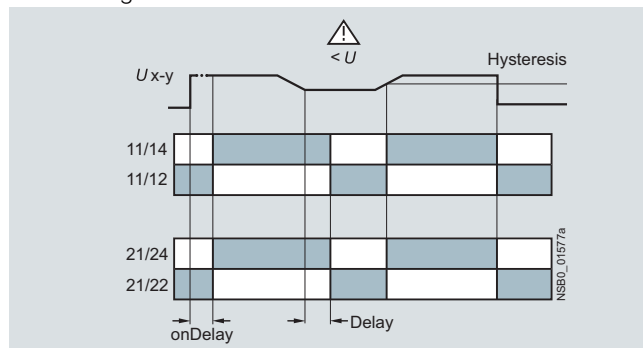 < U
Hysteresis
U x-y
11/14
11/12
21/24
21/22
onDelay
Delay
NSB0_01577a